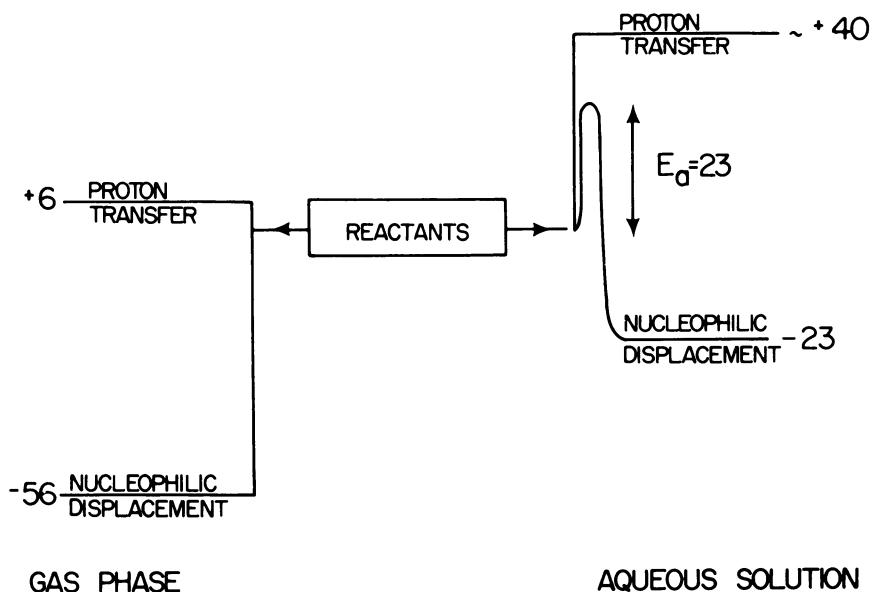 PROTON
TRANSFER
~ +40
Ea=23
+6
PROTON
TRANSFER
REACTANTS
NUCLEOPHILIC
DISPLACEMENT
-23
-56
NUCLEOPHILIC
DISPLACEMENT
GAS PHASE
AQUEOUS SOLUTION